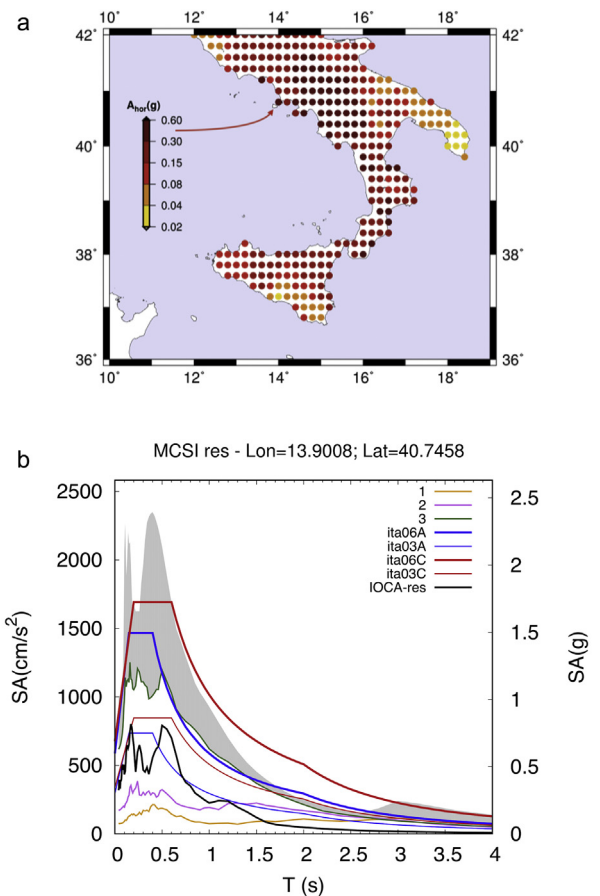 a
10° 12° 14° 16° 18°
42° 42°
A_hor(g)
0.60
0.30
0.15
0.08
0.04
0.02
40° 40°
38° 38°
36° 36°
10° 12° 14° 16° 18°
b
MCSI res - Lon=13.9008; Lat=40.7458
SA(cm/s²)
2500
2000
1500
1000
500
0
1
2
3
ita06A
ita03A
ita06C
ita03C
IOCA-res
2.5
2
1.5
1
0.5
0
SA(g)
0 0.5 1 1.5 2 2.5 3 3.5 4
T (s)